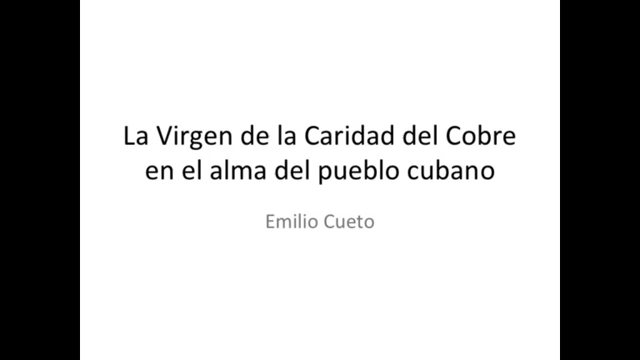 La Virgen de la Caridad del Cobre
en el alma del pueblo cubano
Emilio Cueto